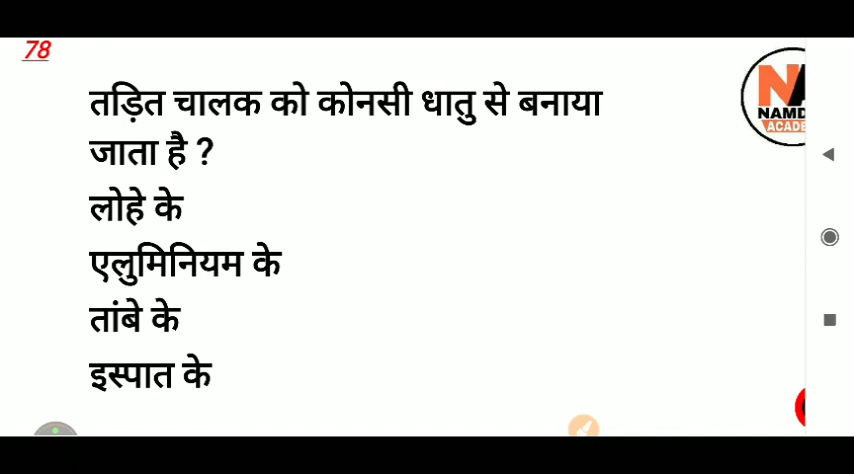 78
तड़ित चालक को कोनसी धातु से बनाया
जाता है ?
लोहे के
एलुमिनियम के
तांबे के
इस्पात के